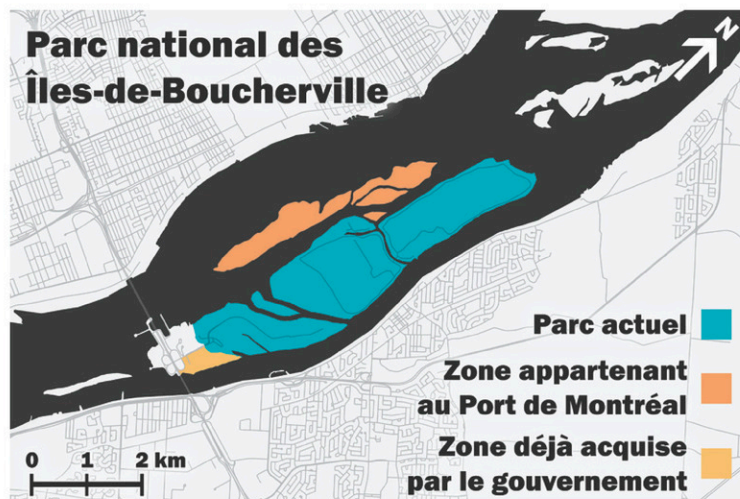 Parc national des
Îles-de-Boucherville
N
Parc actuel
Zone appartenant
au Port de Montréal
Zone déjà acquise
par le gouvernement
0 1 2 km